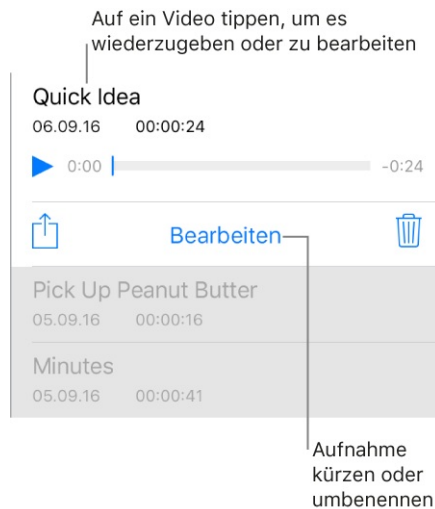 Auf ein Video tippen, um es
wiederzugeben oder zu bearbeiten
Quick Idea
06.09.16 00:00:24
0:00 -0:24
Bearbeiten
Pick Up Peanut Butter
05.09.16 00:00:16
Minutes
05.09.16 00:00:41
Aufnahme
kürzen oder
umbenennen